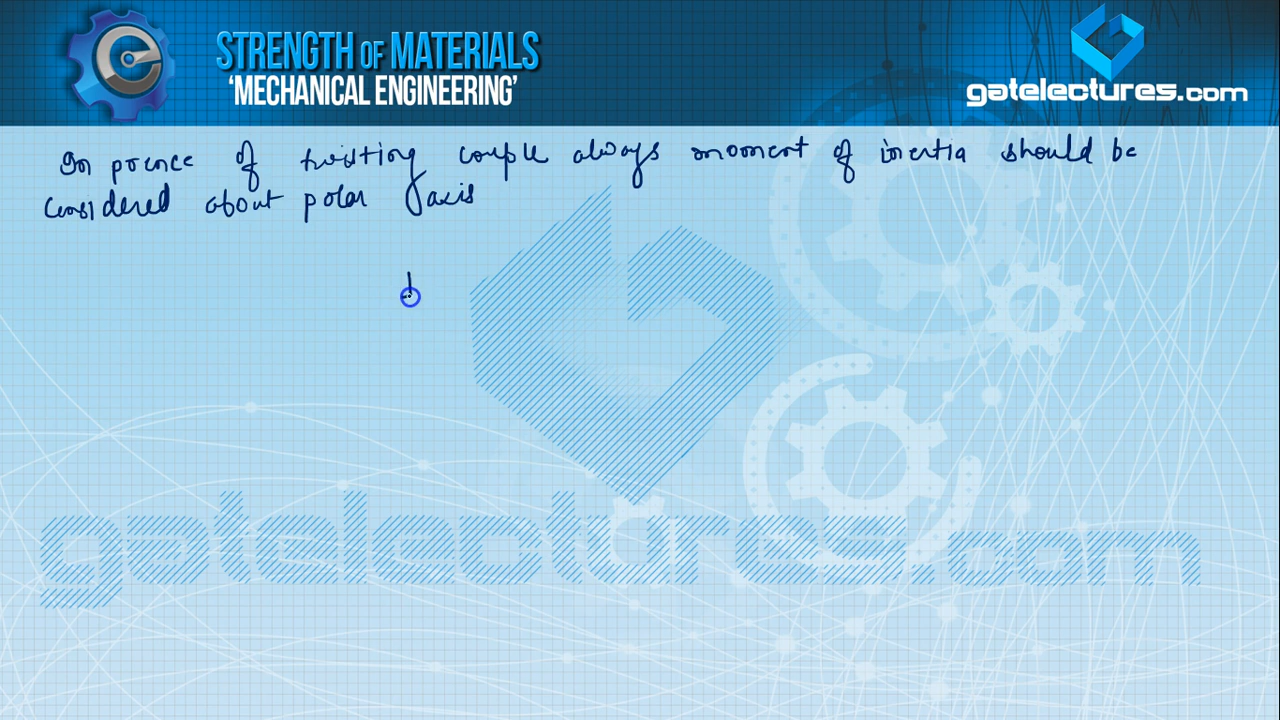 STRENGTH OF MATERIALS
'MECHANICAL ENGINEERING'
gatelectures.com
In prence of twisting couple always moment of inertia should be
considered about polar axis
gatelectures.com